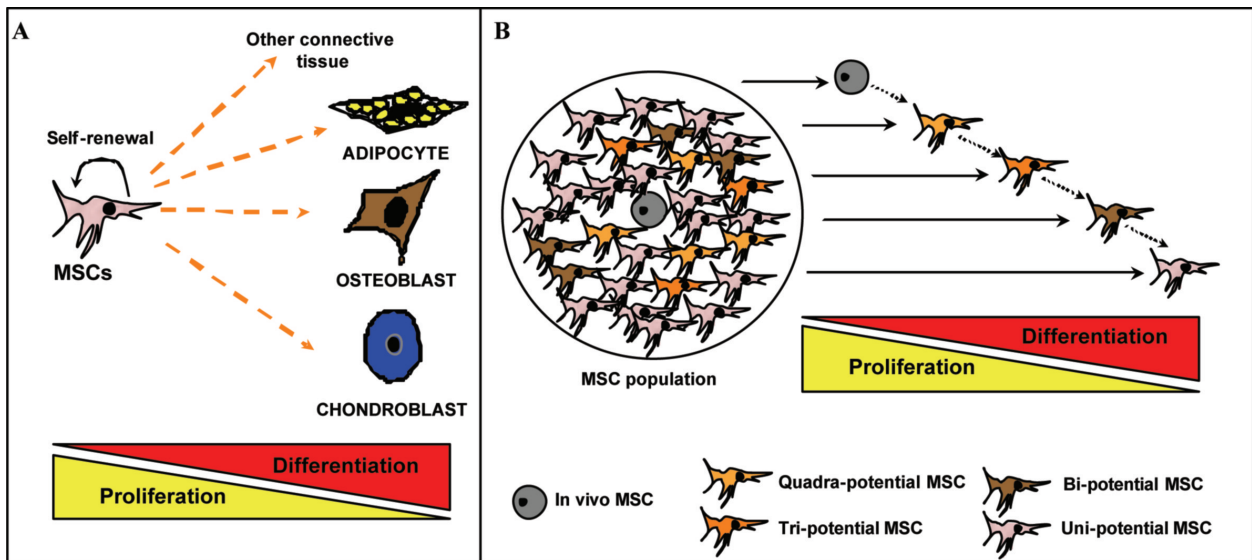 A
Other connective
tissue
Self-renewal
ADIPOCYTE
MSCs
OSTEOBLAST
CHONDROBLAST
Differentiation
Proliferation
B
MSC population
Differentiation
Proliferation
In vivo MSC
Quadra-potential MSC
Tri-potential MSC
Bi-potential MSC
Uni-potential MSC